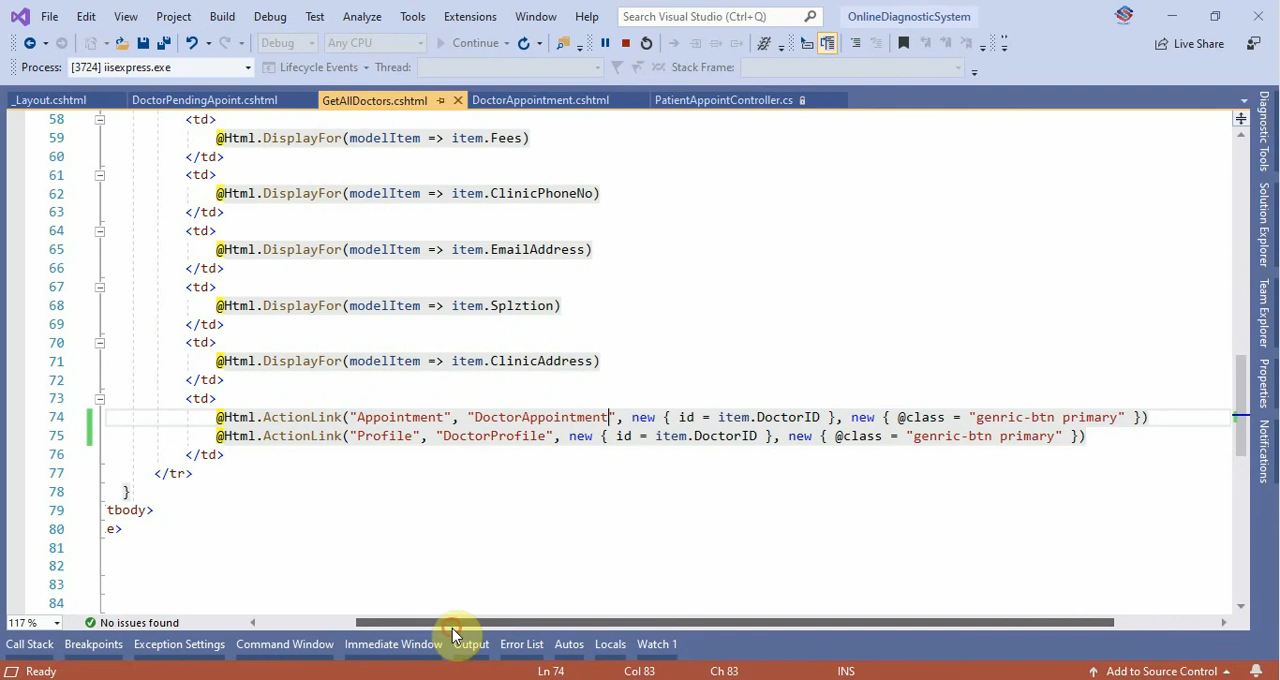 File Edit View Project Build Debug Test Analyze Tools Extensions Window Help Search Visual Studio (Ctrl+Q) OnlineDiagnosticSystem
Debug Any CPU Continue Live Share
Process: [3724] iisexpress.exe Lifecycle Events Thread: Stack Frame:
_Layout.cshtml DoctorPendingApoint.cshtml GetAllDoctors.cshtml DoctorAppointment.cshtml PatientAppointController.cs
58 <td>
59 @Html.DisplayFor(modelItem => item.Fees)
60 </td>
61 <td>
62 @Html.DisplayFor(modelItem => item.ClinicPhoneNo)
63 </td>
64 <td>
65 @Html.DisplayFor(modelItem => item.EmailAddress)
66 </td>
67 <td>
68 @Html.DisplayFor(modelItem => item.Splztion)
69 </td>
70 <td>
71 @Html.DisplayFor(modelItem => item.ClinicAddress)
72 </td>
73 <td>
74 @Html.ActionLink("Appointment", "DoctorAppointment", new { id = item.DoctorID }, new { @class = "genric-btn primary" })
75 @Html.ActionLink("Profile", "DoctorProfile", new { id = item.DoctorID }, new { @class = "genric-btn primary" })
76 </td>
77 </tr>
78 }
79 tbody>
80 e>
81
82
83
84
117 % No issues found
Call Stack Breakpoints Exception Settings Command Window Immediate Window Output Error List Autos Locals Watch 1
Ready Ln 74 Col 83 Ch 83 INS Add to Source Control
Diagnostic Tools
Solution Explorer
Team Explorer
Properties
Notifications